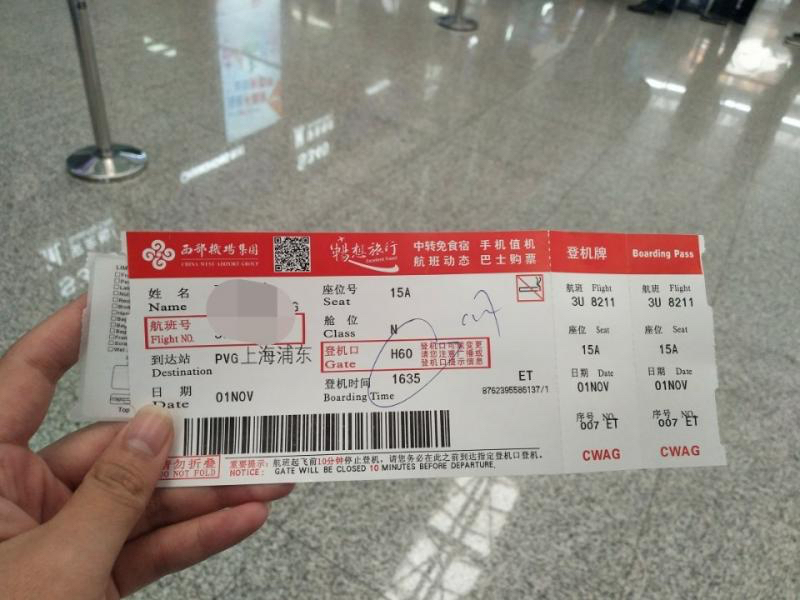 西部机场集团
CHINA WEST AIRPORT GROUP
畅想旅行
中转免食宿 手机值机
航班动态 巴士购票
登机牌
Boarding Pass
姓名
Name
G
座位号
Seat
15A
航班号
Flight NO.
舱位
Class
N
到达站
Destination
PVG上海浦东
登机口
Gate
H60
登机口可能变更
请您注意广播或
登机口提示信息
日期
Date
01NOV
登机时间
Boarding Time
1635
ET
8762395586137/1
航班 Flight
3U 8211
座位 Seat
15A
日期 Date
01NOV
序号 NO.
007 ET
CWAG
航班 Flight
3U 8211
座位 Seat
15A
日期 Date
01NOV
序号 NO.
007 ET
CWAG
请勿折叠
DO NOT FOLD
重要提示：航班起飞前10分钟停止登机，请您务必在此之前到达指定登机口登机。
NOTICE: GATE WILL BE CLOSED 10 MINUTES BEFORE DEPARTURE.
Top